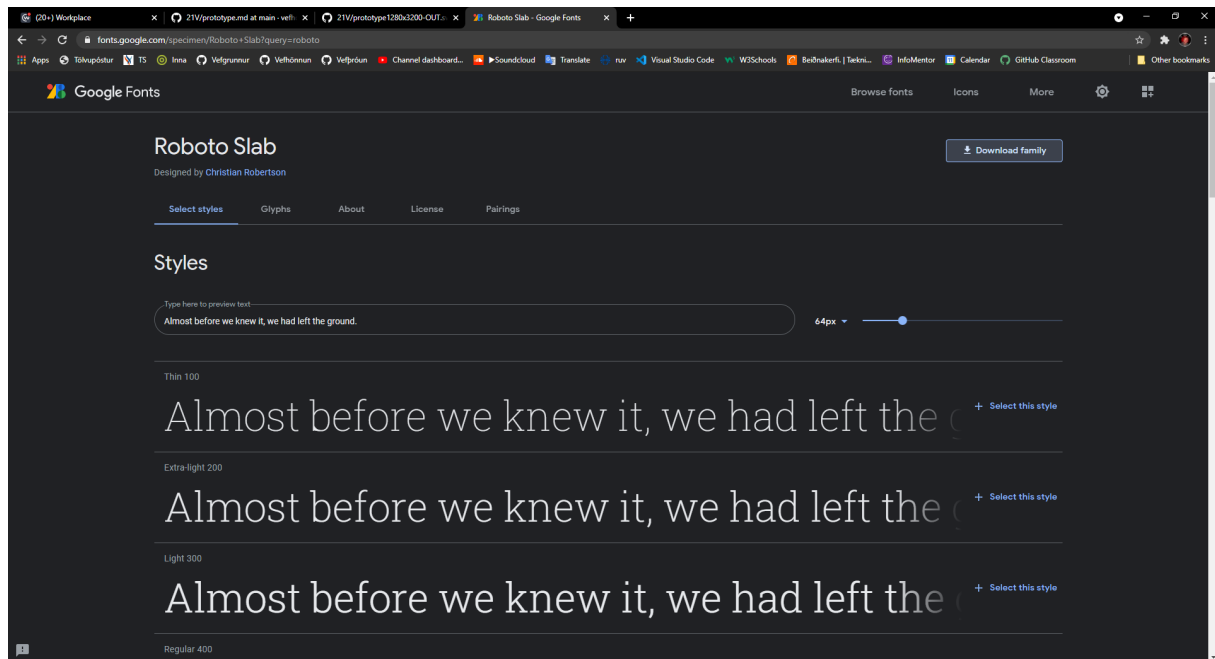 (20+) Workplace
21V/prototype.md at main · vefh
21V/prototype1280x3200-OUT.s
Roboto Slab - Google Fonts
fonts.google.com/specimen/Roboto+Slab?query=roboto
Apps Tölvupóstur TS Inna Vefgrunnur Vefhönnun Vefþróun Channel dashboard... ▶Soundcloud Translate ruv Visual Studio Code W3Schools Beiðnakerfi. | Tækni... InfoMentor Calendar GitHub Classroom Other bookmarks
Google Fonts
Browse fonts Icons More
Roboto Slab
Download family
Designed by Christian Robertson
Select styles Glyphs About License Pairings
Styles
Type here to preview text
Almost before we knew it, we had left the ground.
64px
Thin 100
Almost before we knew it, we had left the g
+ Select this style
Extra-light 200
Almost before we knew it, we had left the g
+ Select this style
Light 300
Almost before we knew it, we had left the g
+ Select this style
Regular 400